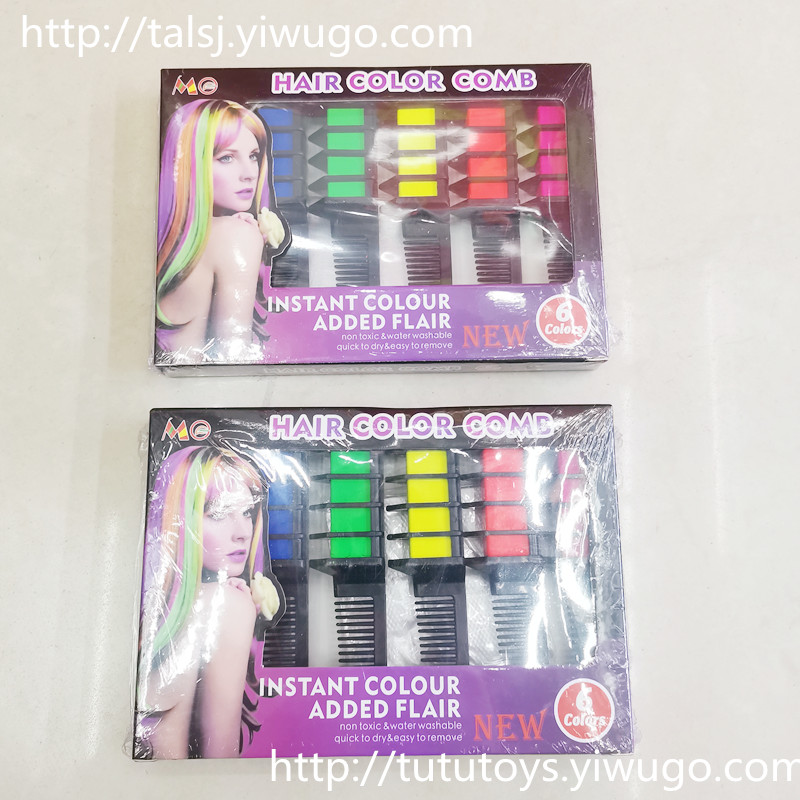 http://talsj.yiwugo.com
MG
HAIR COLOR COMB
INSTANT COLOUR
ADDED FLAIR
non toxic &water washable
quick to dry&easy to remove
NEW
6
Colors
MG
HAIR COLOR COMB
INSTANT COLOUR
ADDED FLAIR
non toxic &water washable
quick to dry&easy to remove
NEW
6
Colors
http://tututoys.yiwugo.com